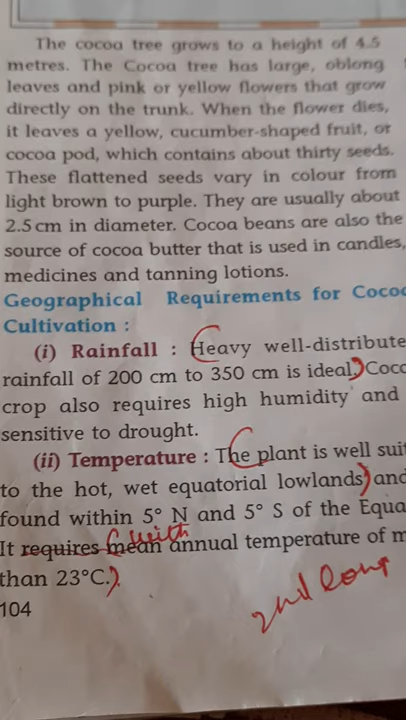 The cocoa tree grows to a height of 4.5
metres. The Cocoa tree has large, oblong
leaves and pink or yellow flowers that grow
directly on the trunk. When the flower dies,
it leaves a yellow, cucumber-shaped fruit, or
cocoa pod, which contains about thirty seeds.
These flattened seeds vary in colour from
light brown to purple. They are usually about
2.5 cm in diameter. Cocoa beans are also the
source of cocoa butter that is used in candles,
medicines and tanning lotions.
Geographical Requirements for Coco
Cultivation :
(i) Rainfall : Heavy well-distribute
rainfall of 200 cm to 350 cm is ideal. Coco
crop also requires high humidity and
sensitive to drought.
(ii) Temperature : The plant is well suit
to the hot, wet equatorial lowlands and
found within 5° N and 5° S of the Equa
with
It requires mean annual temperature of m
than 23°C.
104
2nd long